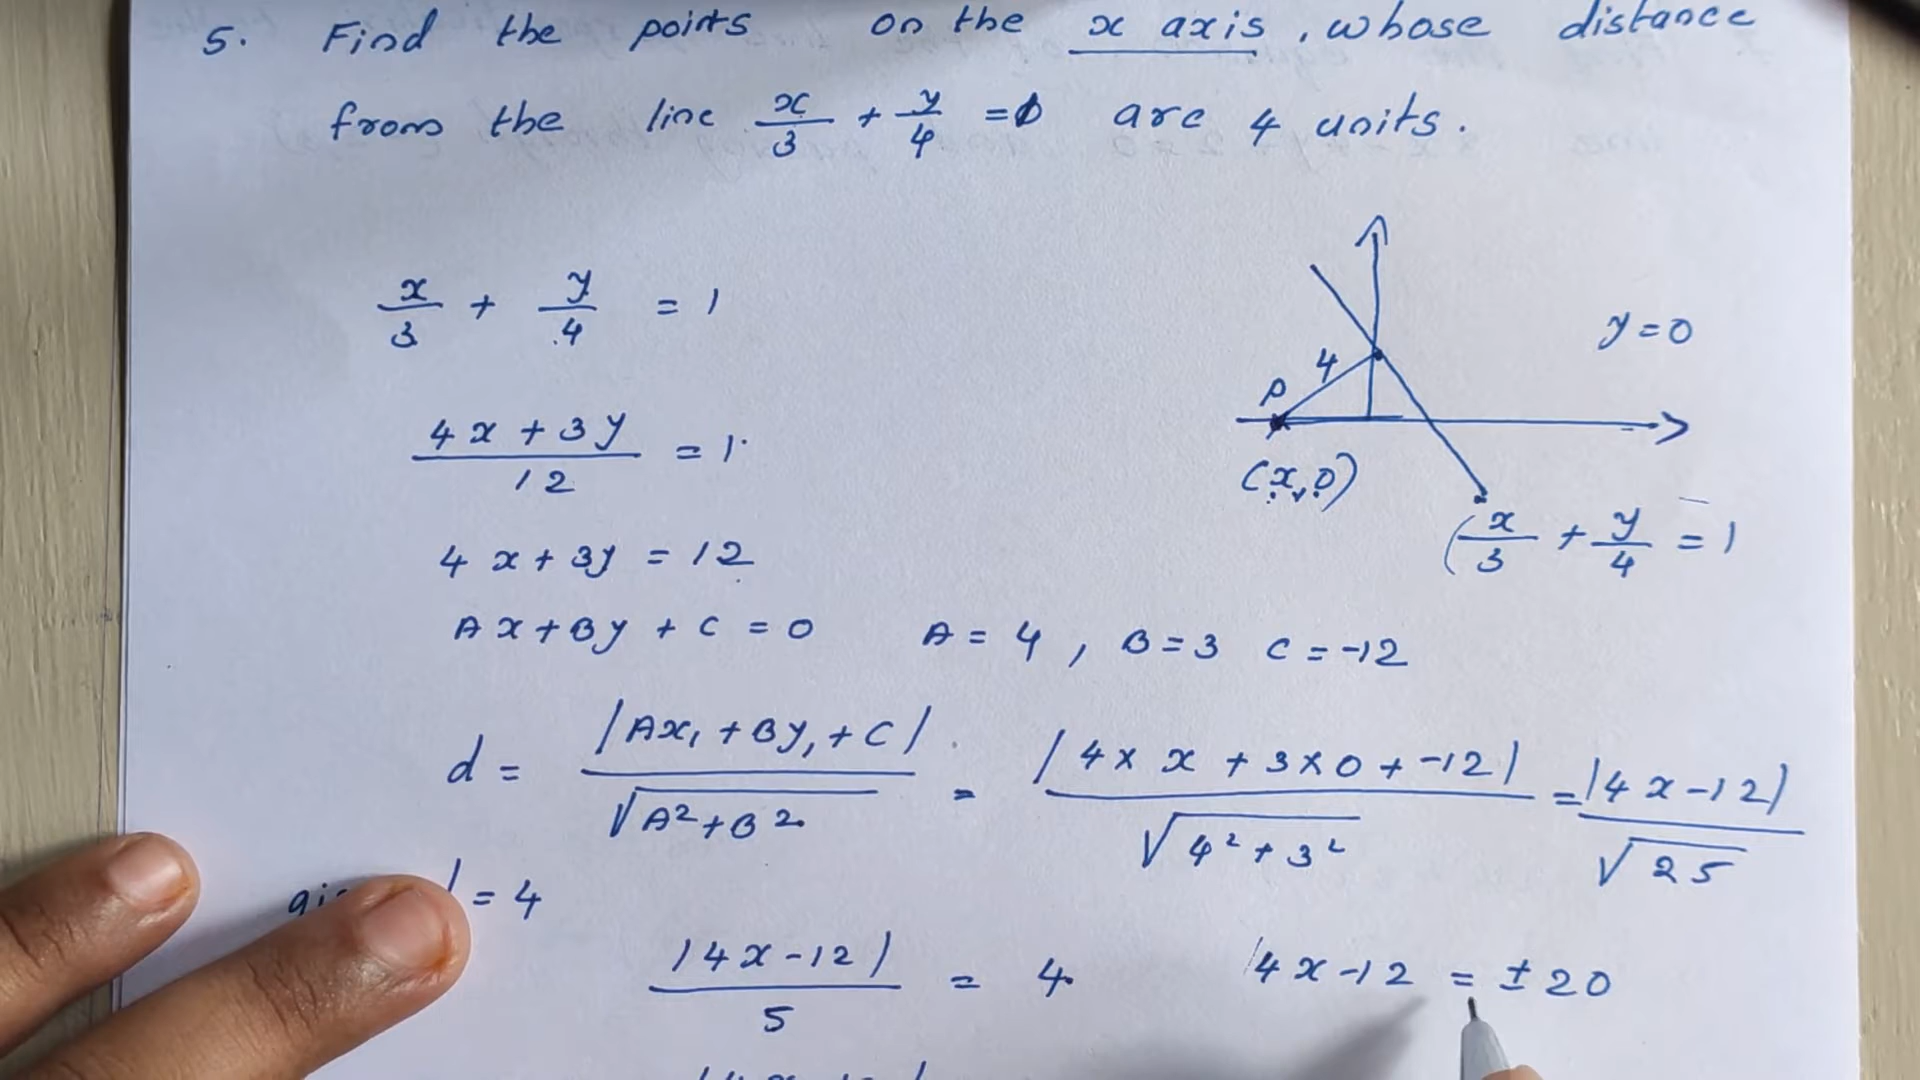 5. Find the points on the x axis, whose distance
from the line x/3 + y/4 = are 4 units.
x/3 + y/4 = 1
y = 0
4
P
(4x + 3y)/12 = 1
(x, 0)
(x/3 + y/4 = 1
4x + 3y = 12
Ax + By + C = 0 A = 4, B = 3 C = -12
d = |Ax₁ + By₁ + C| / √(A² + B²) = |4 × x + 3 × 0 + -12| / √(4² + 3²) = |4x - 12| / √25
= 4
|4x - 12| / 5 = 4 4x - 12 = ± 20